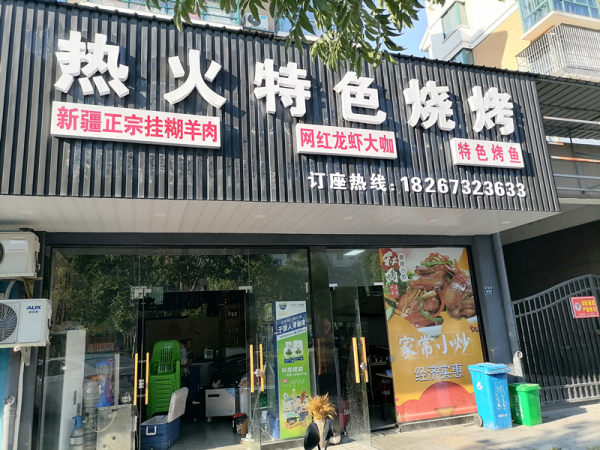 热火特色烧烤
新疆正宗挂糊羊肉
网红龙虾大咖
特色烤鱼
订座热线:18267323633
家常小炒
经济实惠
AUX